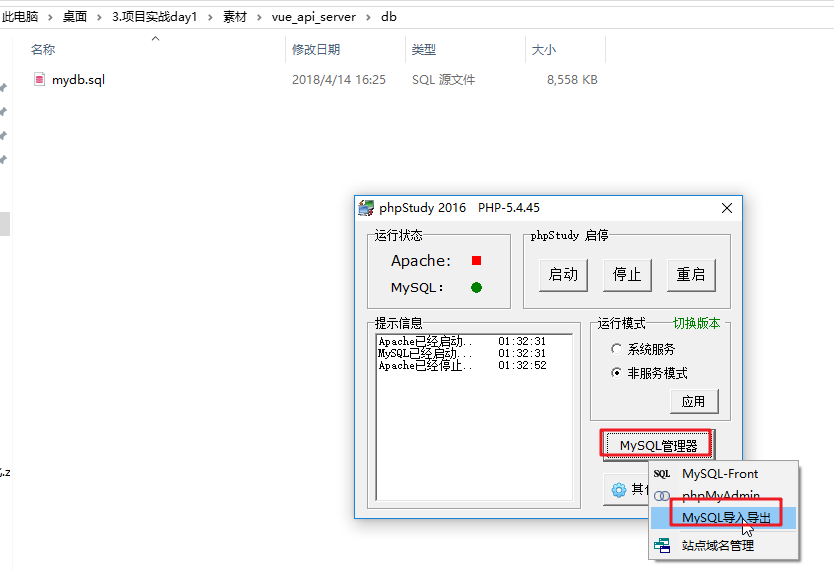 此电脑 > 桌面 > 3.项目实战day1 > 素材 > vue_api_server > db
名称 修改日期 类型 大小
mydb.sql 2018/4/14 16:25 SQL 源文件 8,558 KB
phpStudy 2016 PHP-5.4.45
运行状态 phpStudy 启停
Apache:
MySQL:
启动 停止 重启
提示信息
Apache已经启动.. 01:32:31
MySQL已经启动... 01:32:31
Apache已经停止.. 01:32:52
运行模式 切换版本
系统服务
非服务模式
应用
MySQL管理器
SQL MySQL-Front
phpMyAdmin
MySQL导入导出
站点域名管理
.z